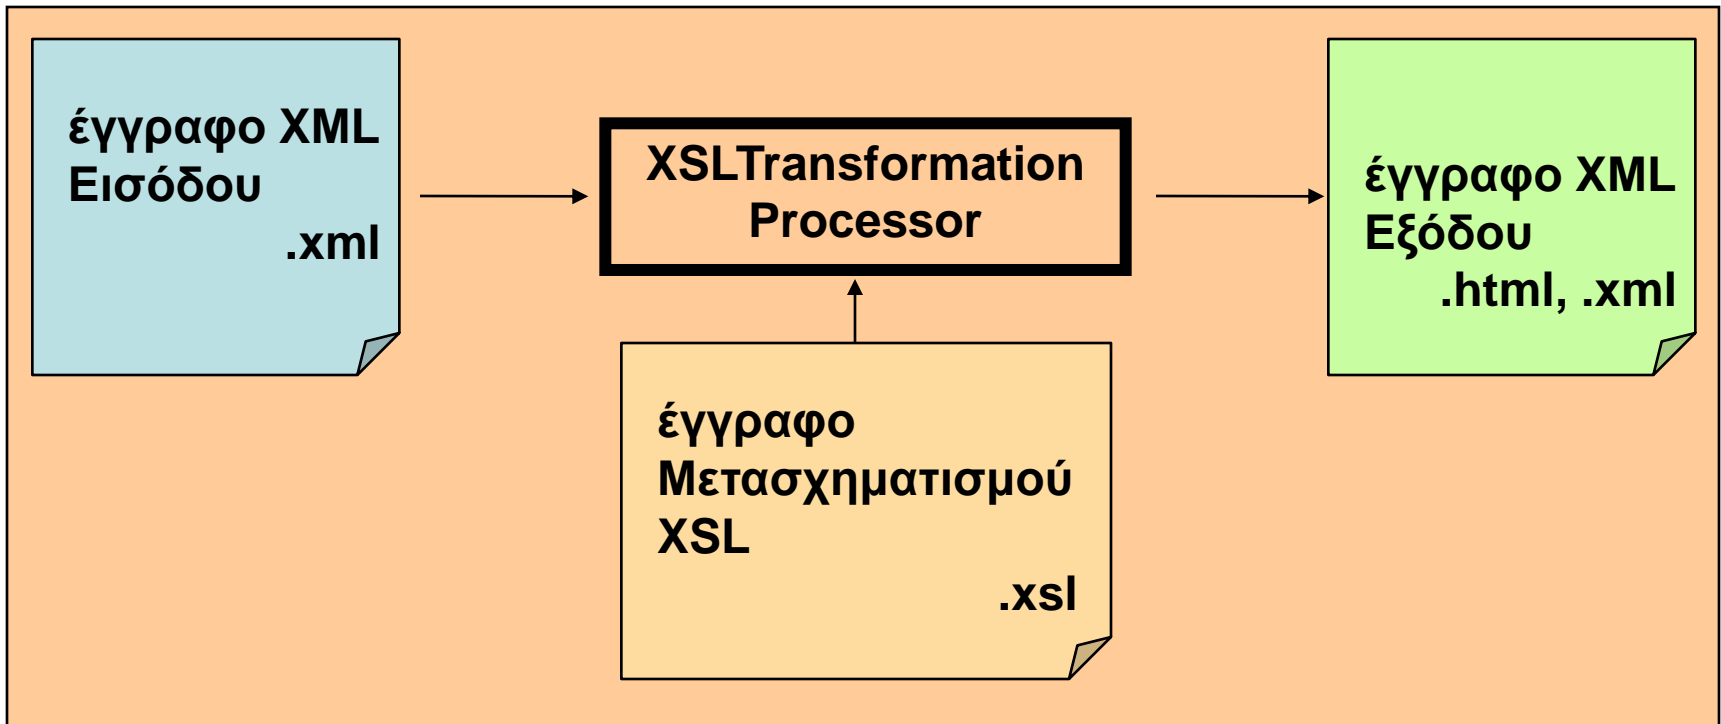 έγγραφο XML
Εισόδου
.xml
XSLTransformation
Processor
έγγραφο XML
Εξόδου
.html, .xml
έγγραφο
Μετασχηματισμού
XSL
.xsl